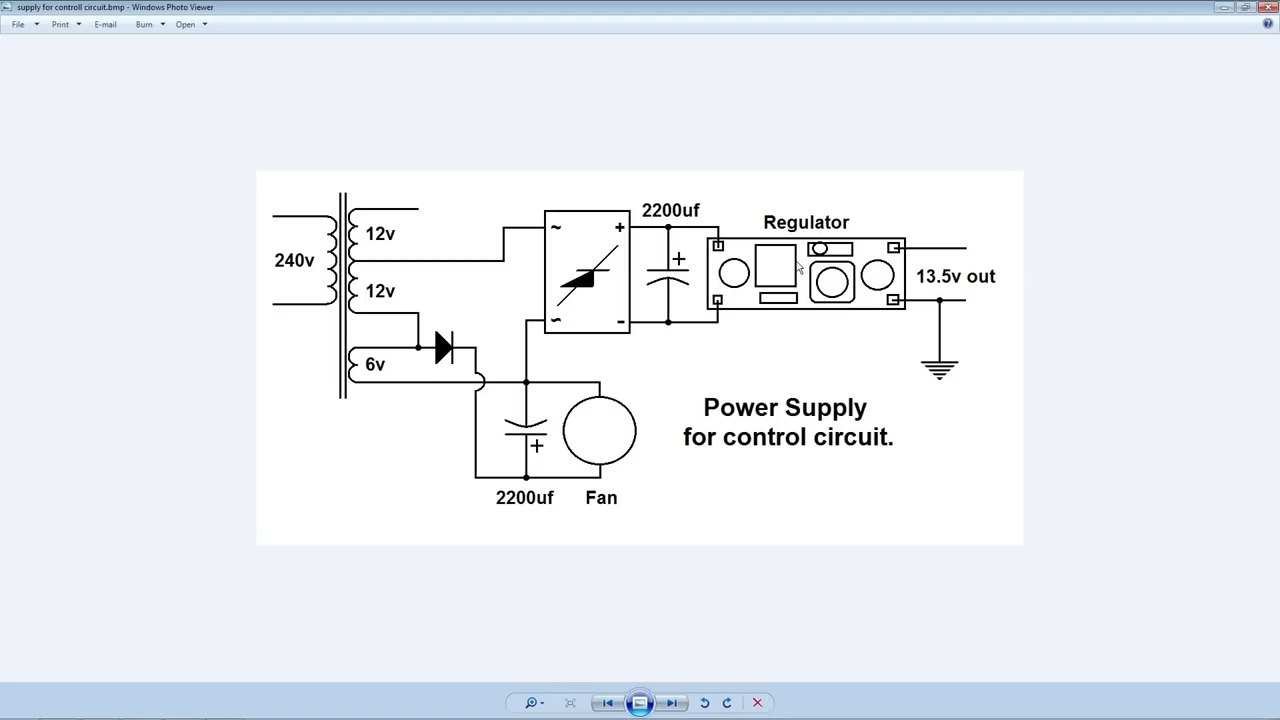 supply for controll circuit.bmp - Windows Photo Viewer
File Print E-mail Burn Open
240v
12v
12v
6v
~ + 
~ -
2200uf
+
Regulator
13.5v out
+
2200uf
Fan
Power Supply
for control circuit.